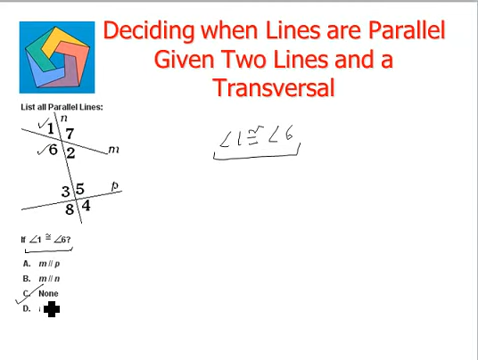 Deciding when Lines are Parallel
Given Two Lines and a
Transversal
List all Parallel Lines:
n
1 7
m
6 2
3 5
p
8 4
∠1 ≅ ∠6
If ∠1 ≅ ∠6?
A. m // p
B. m // n
C. None
D.